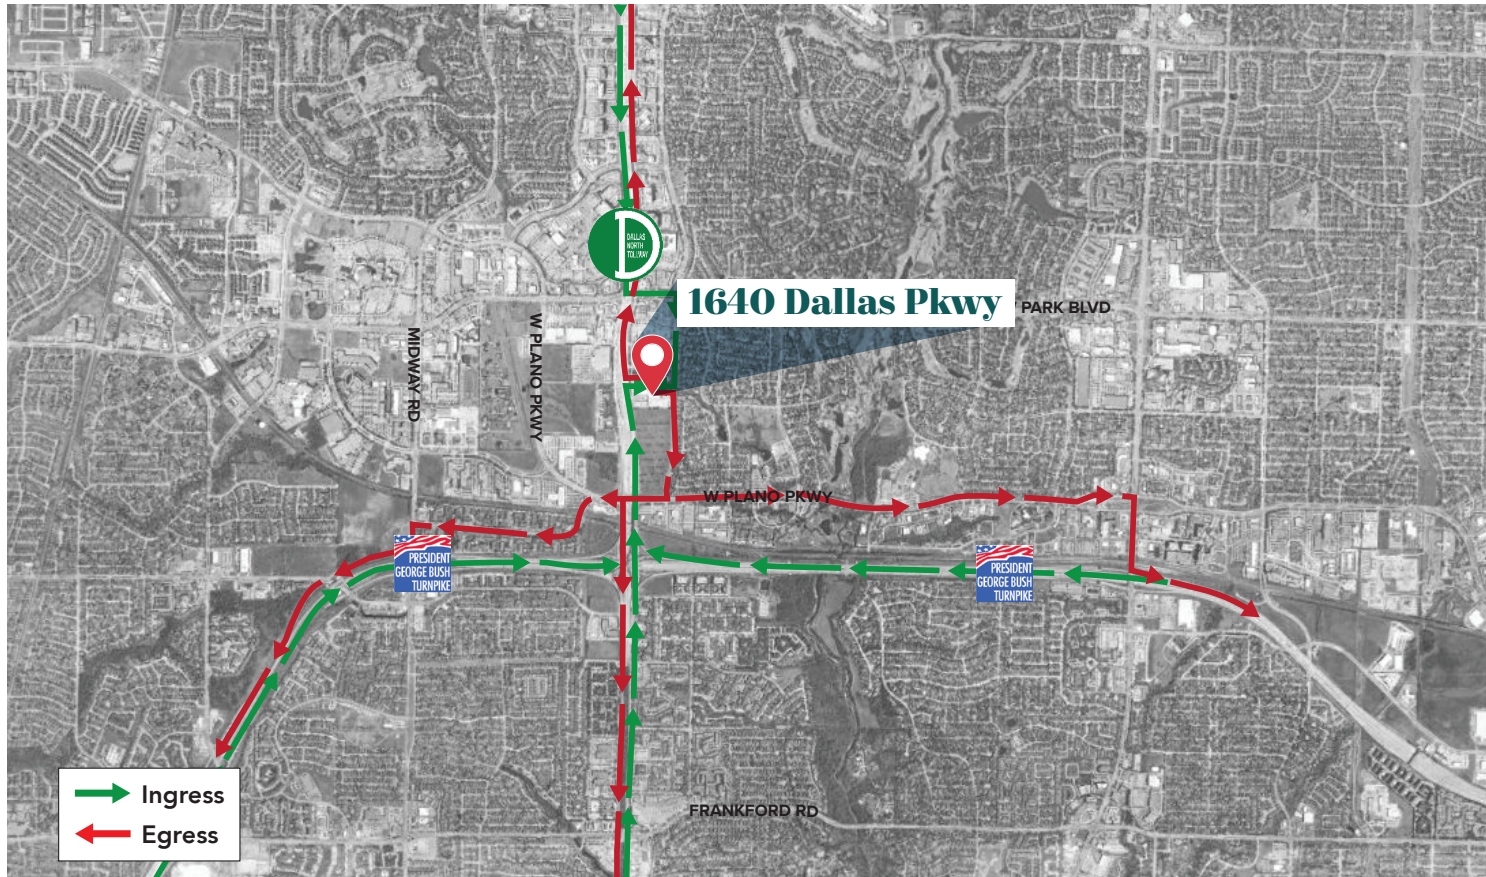 DALLAS
NORTH
TOLLWAY
1640 Dallas Pkwy
PARK BLVD
MIDWAY RD
W PLANO PKWY
W PLANO PKWY
PRESIDENT
GEORGE BUSH
TURNPIKE
PRESIDENT
GEORGE BUSH
TURNPIKE
Ingress
Egress
FRANKFORD RD